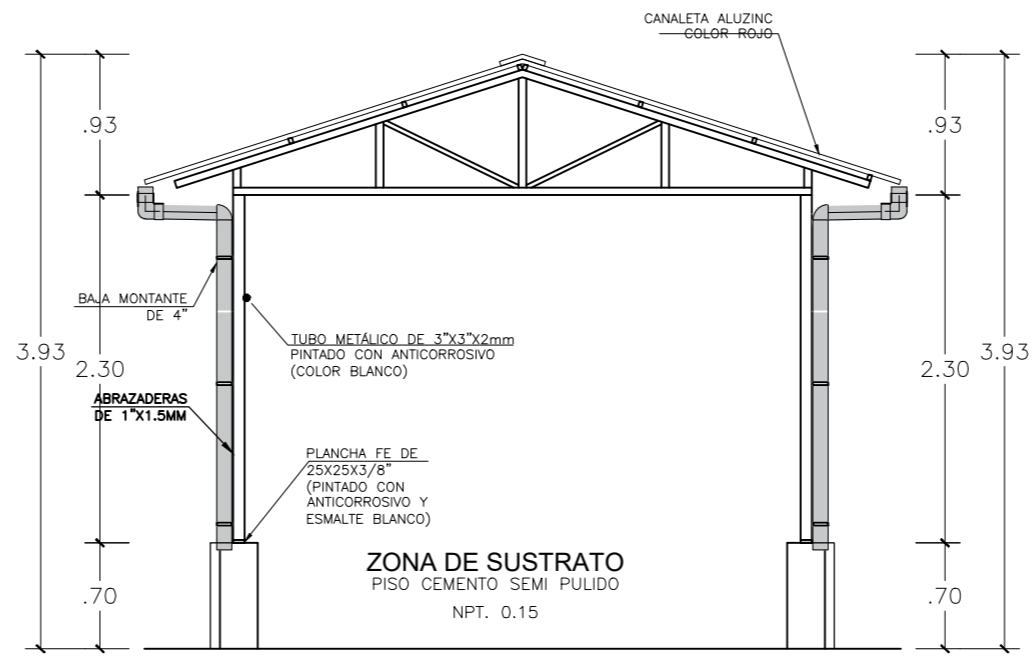 CANALETA ALUZINC
COLOR ROJO
.93
.93
BAJA MONTANTE
DE 4"
TUBO METÁLICO DE 3"X3"X2mm
PINTADO CON ANTICORROSIVO
(COLOR BLANCO)
3.93
2.30
2.30
3.93
ABRAZADERAS
DE 1"X1.5MM
PLANCHA FE DE
25X25X3/8"
(PINTADO CON
ANTICORROSIVO Y
ESMALTE BLANCO)
ZONA DE SUSTRATO
PISO CEMENTO SEMI PULIDO
NPT. 0.15
.70
.70